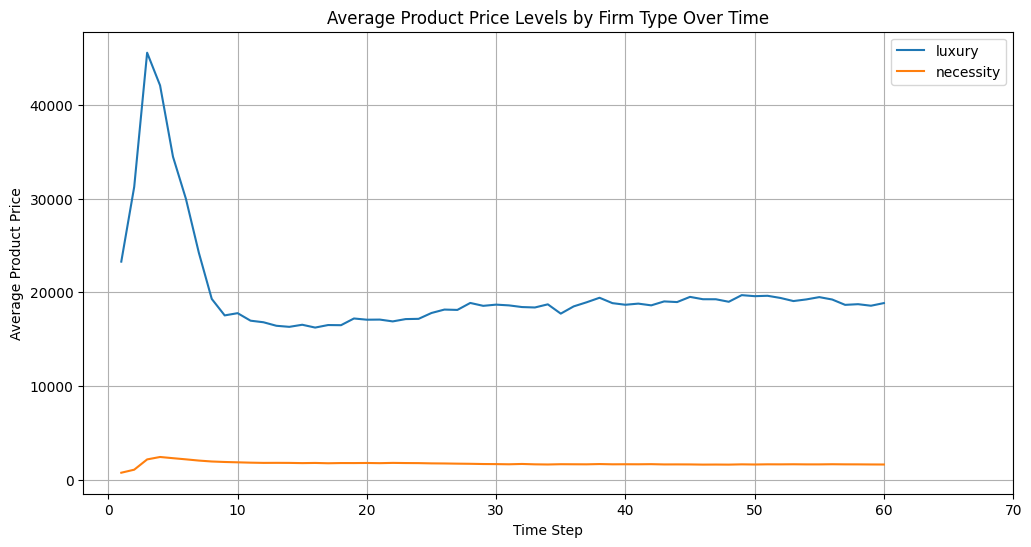 Average Product Price Levels by Firm Type Over Time
luxury
necessity
Average Product Price
40000
30000
20000
10000
0
0 10 20 30 40 50 60 70
Time Step